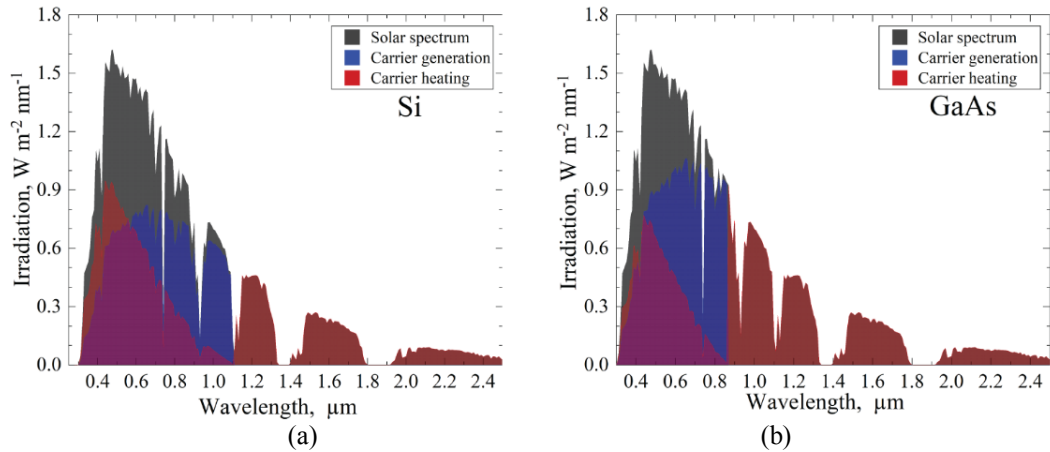 1.8
1.5
1.2
0.9
0.6
0.3
0.0
Irradiation, W m-2 nm-1
Solar spectrum
Carrier generation
Carrier heating
Si
0.4 0.6 0.8 1.0 1.2 1.4 1.6 1.8 2.0 2.2 2.4
Wavelength, µm
(a)
1.8
1.5
1.2
0.9
0.6
0.3
0.0
Irradiation, W m-2 nm-1
Solar spectrum
Carrier generation
Carrier heating
GaAs
0.4 0.6 0.8 1.0 1.2 1.4 1.6 1.8 2.0 2.2 2.4
Wavelength, µm
(b)